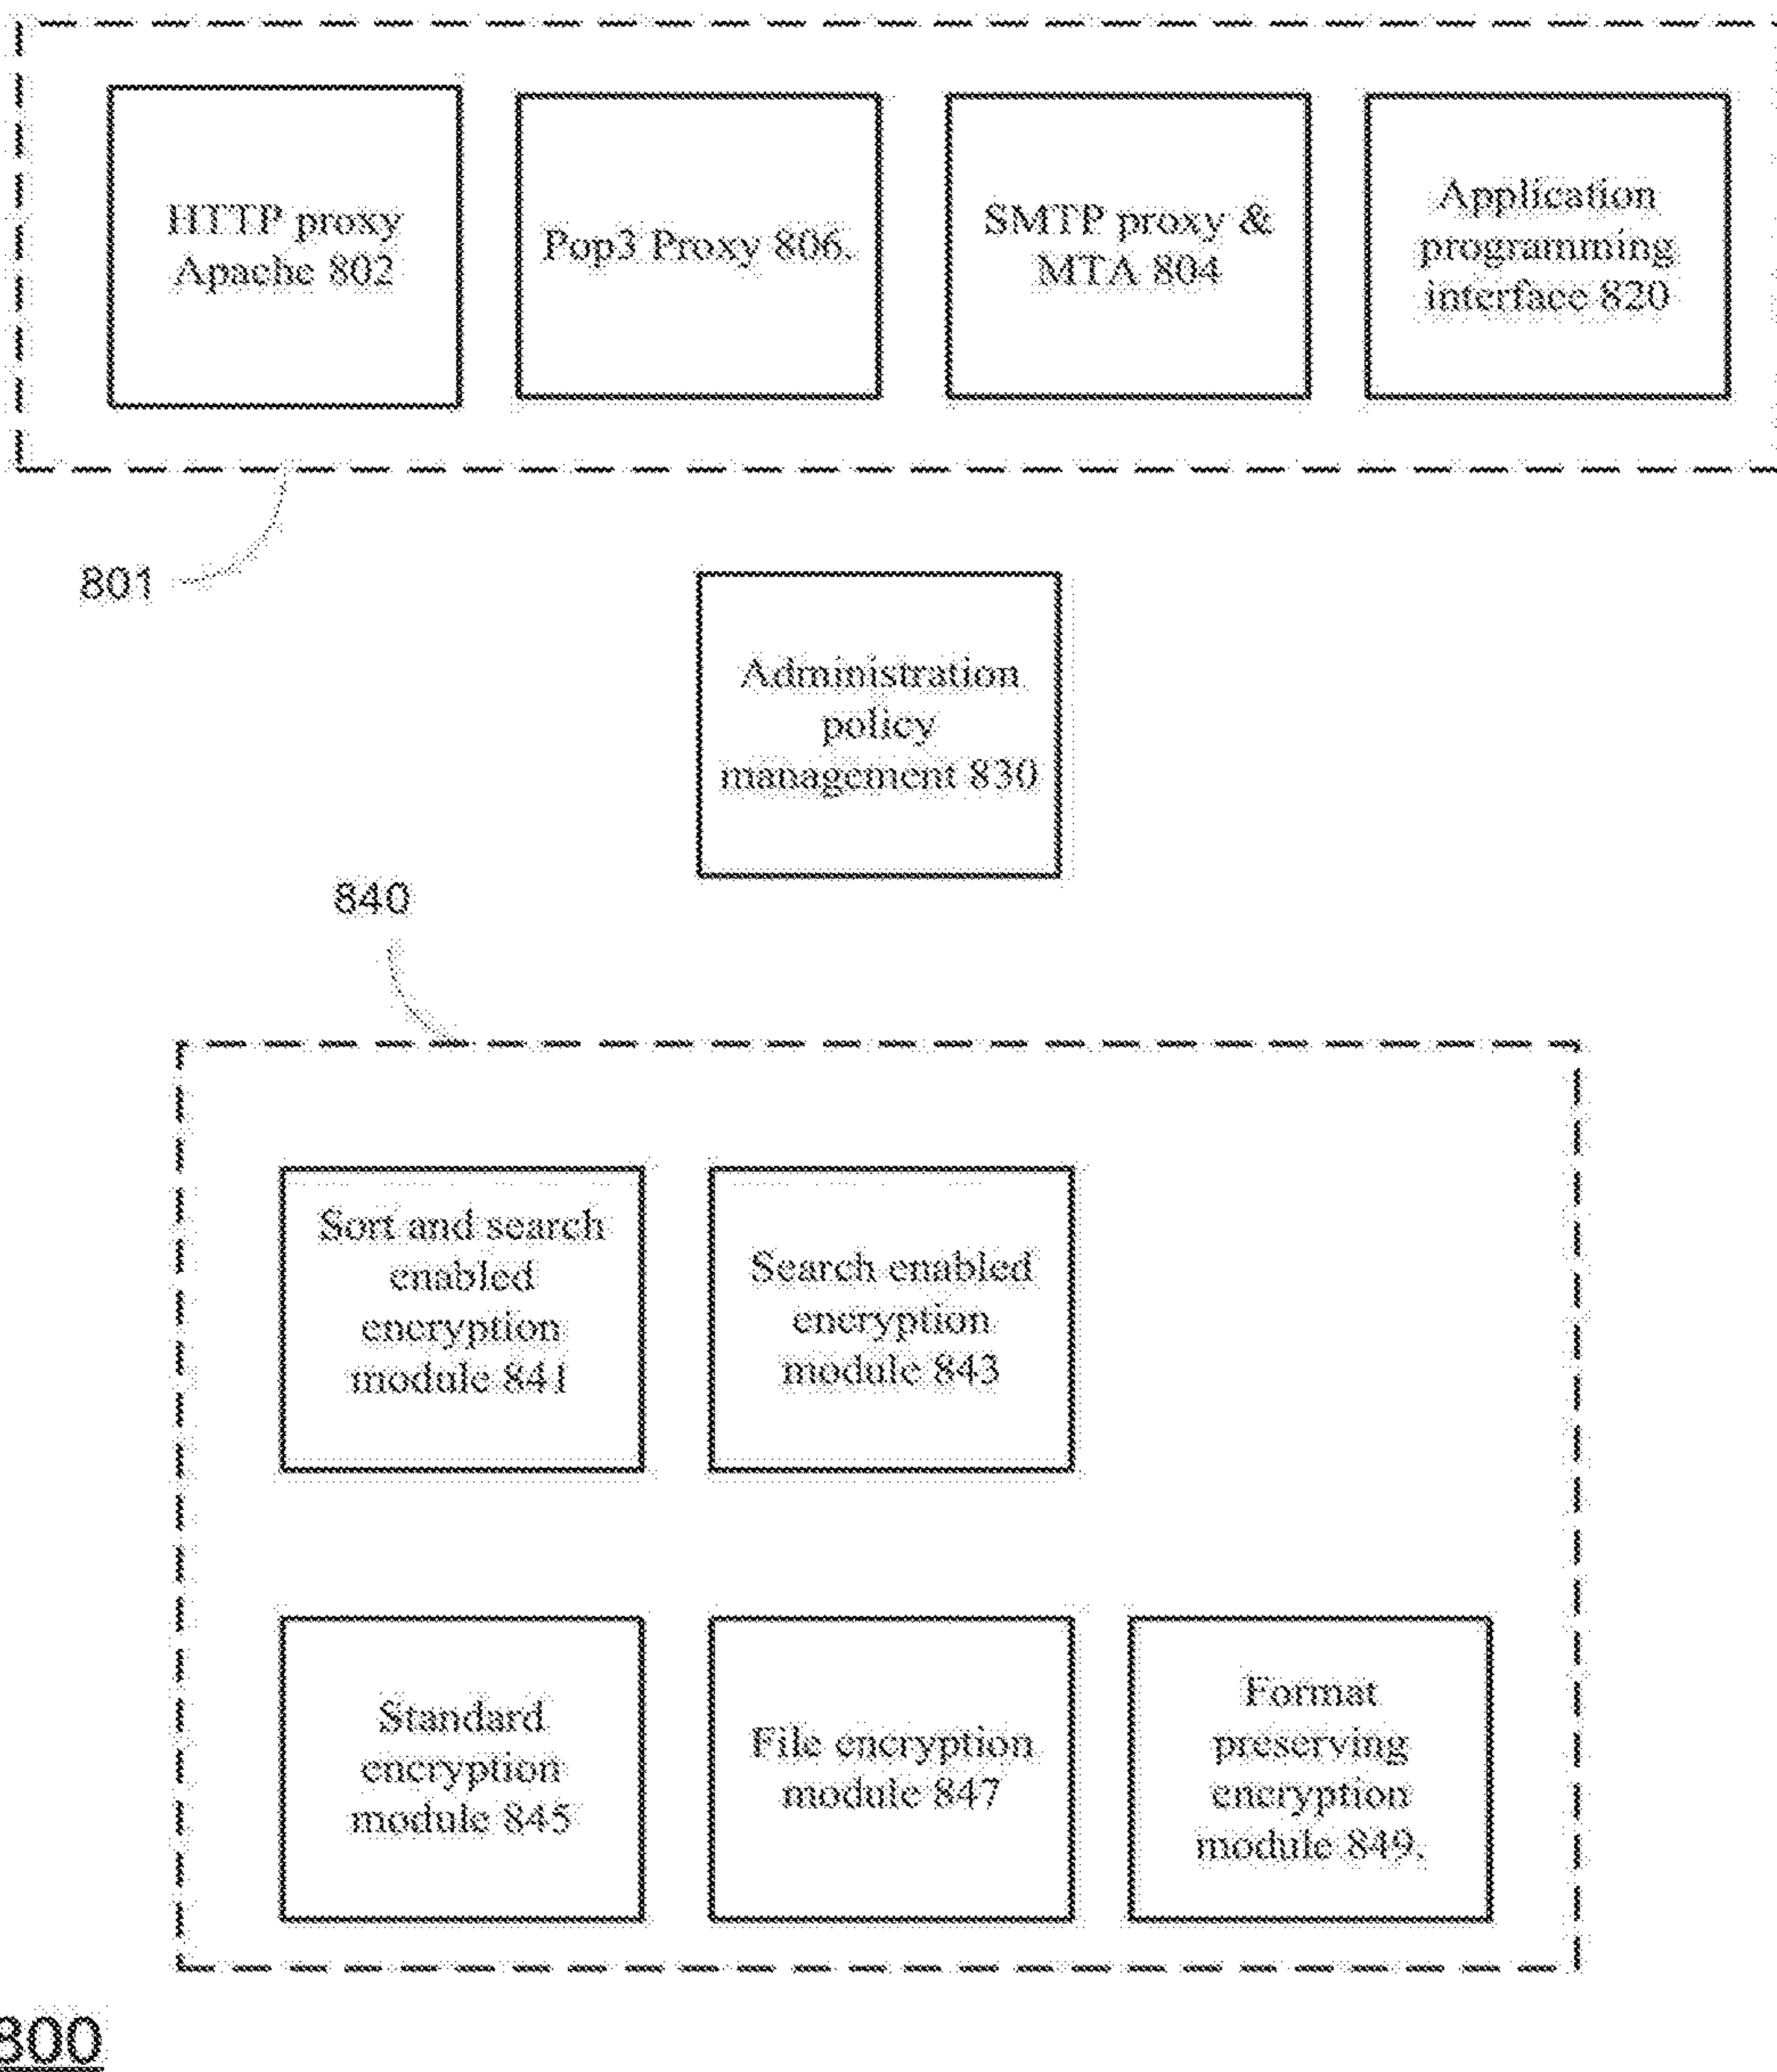 HTTP proxy
Apache 802
Pop3 Proxy 806.
SMTP proxy &
MTA 804
Application
programming
interface 820
801
Administration
policy
management 830
840
Sort and search
enabled
encryption
module 841
Search enabled
encryption
module 843
Standard
encryption
module 845
File encryption
module 847
Format
preserving
encryption
module 849.
800